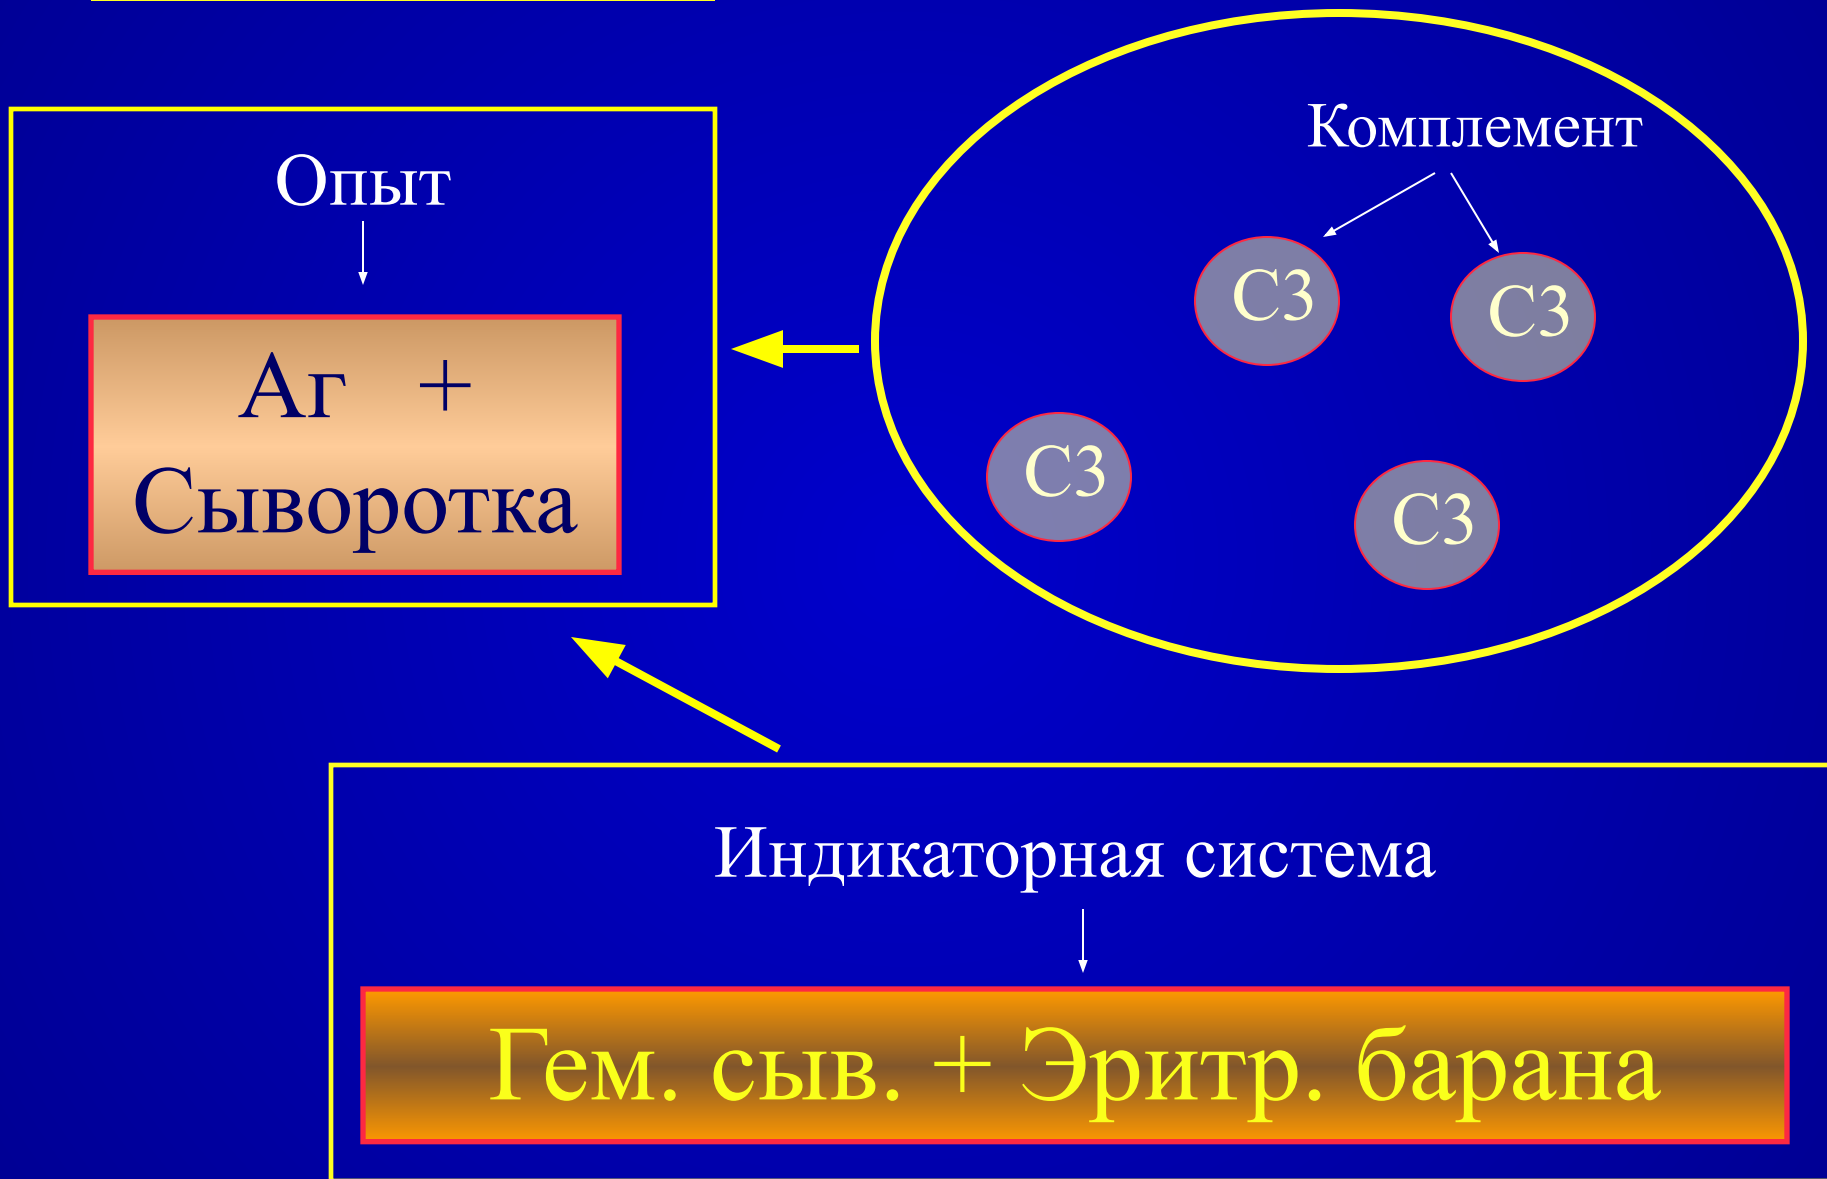 Опыт
Аг +
Сыворотка
Комплемент
С3
С3
С3
С3
Индикаторная система
Гем. сыв. + Эритр. барана